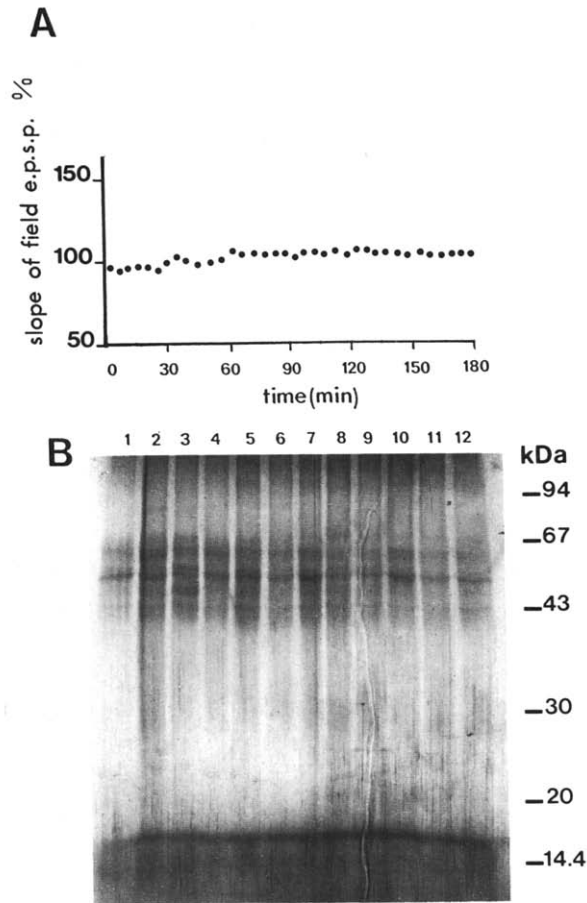 A
slope of field e.p.s.p. %
150
100
50
0 30 60 90 120 150 180
time(min)
B
1 2 3 4 5 6 7 8 9 10 11 12
kDa
–94
–67
–43
–30
–20
–14.4